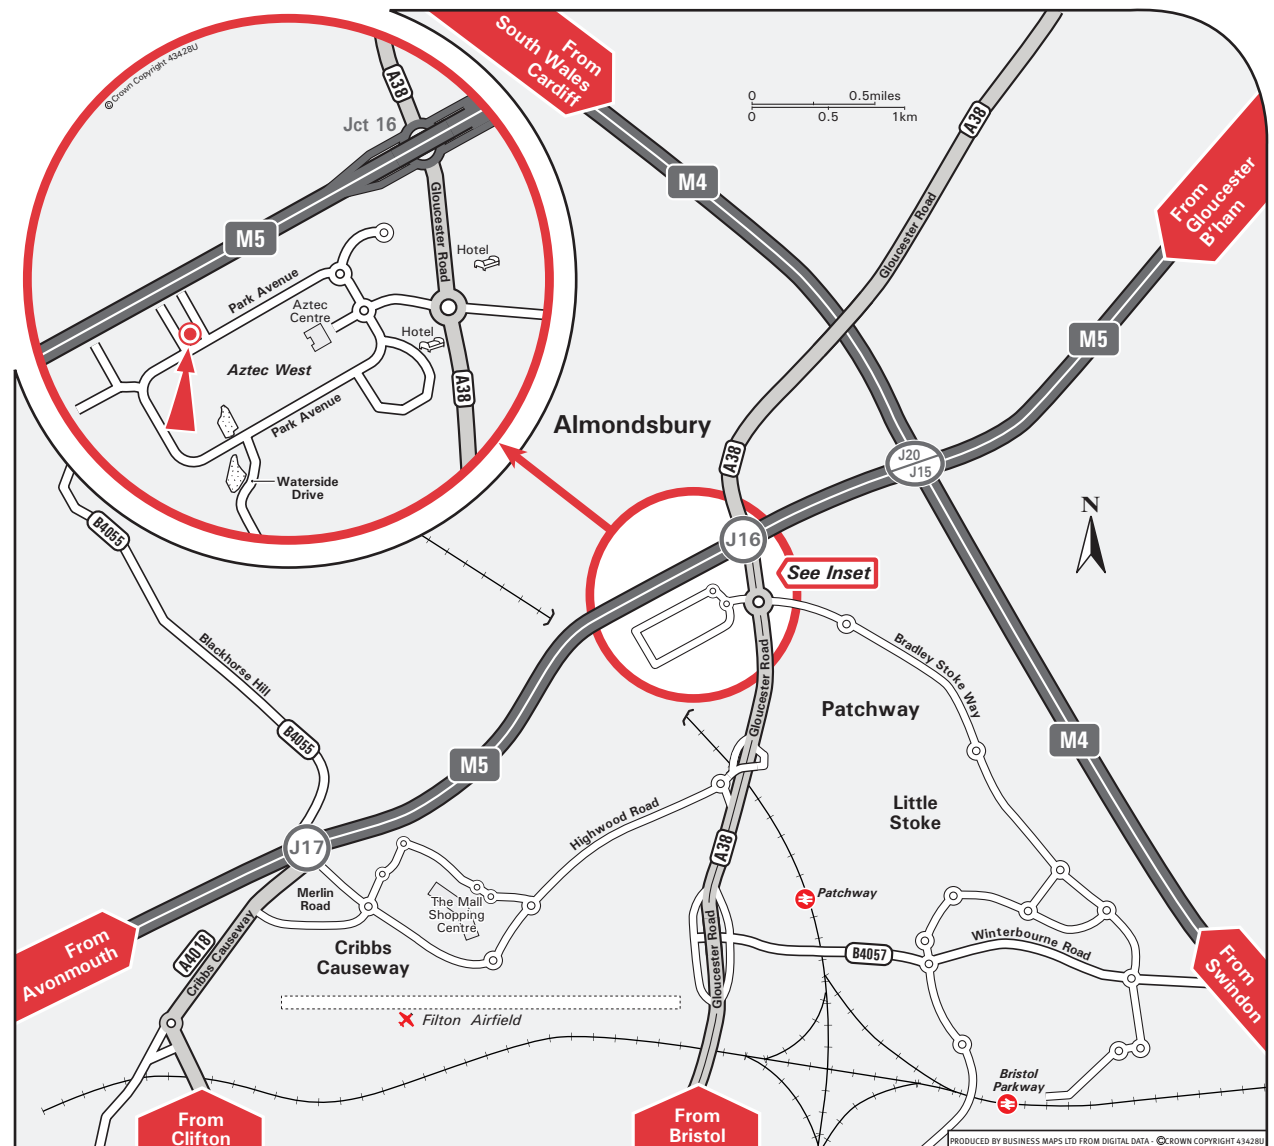 © Crown Copyright 43428U
A38
Jct 16
M5
Gloucester Road
Hotel
Park Avenue
Aztec
Centre
Hotel
Aztec West
A38
Park Avenue
Waterside
Drive
From
South Wales
Cardiff
0 0.5miles
0 0.5 1km
A38
M4
Gloucester Road
From
Gloucester
B'ham
M5
Almondsbury
A38
J20
J15
N
J16
See Inset
B4055
Blackhorse Hill
B4055
Bradley Stoke Way
Gloucester Road
Patchway
M4
M5
Little
Stoke
Highwood Road
A38
J17
Merlin
Road
The Mall
Shopping
Centre
Patchway
From
Avonmouth
A4018
Cribbs Causeway
Cribbs
Causeway
Gloucester Road
B4057
Winterbourne Road
From
Swindon
Filton Airfield
Bristol
Parkway
From
Clifton
From
Bristol
PRODUCED BY BUSINESS MAPS LTD FROM DIGITAL DATA - ©CROWN COPYRIGHT 43428U